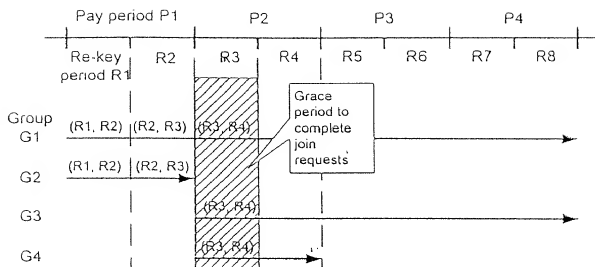 Pay period P1 P2 P3 P4
Re-key period R1 R2 R3 R4 R5 R6 R7 R8
Grace period to complete join requests
Group
G1 (R1, R2) (R2, R3) (R3, R4)
G2 (R1, R2) (R2, R3)
G3 (R3, R4)
G4 (R3, R4)